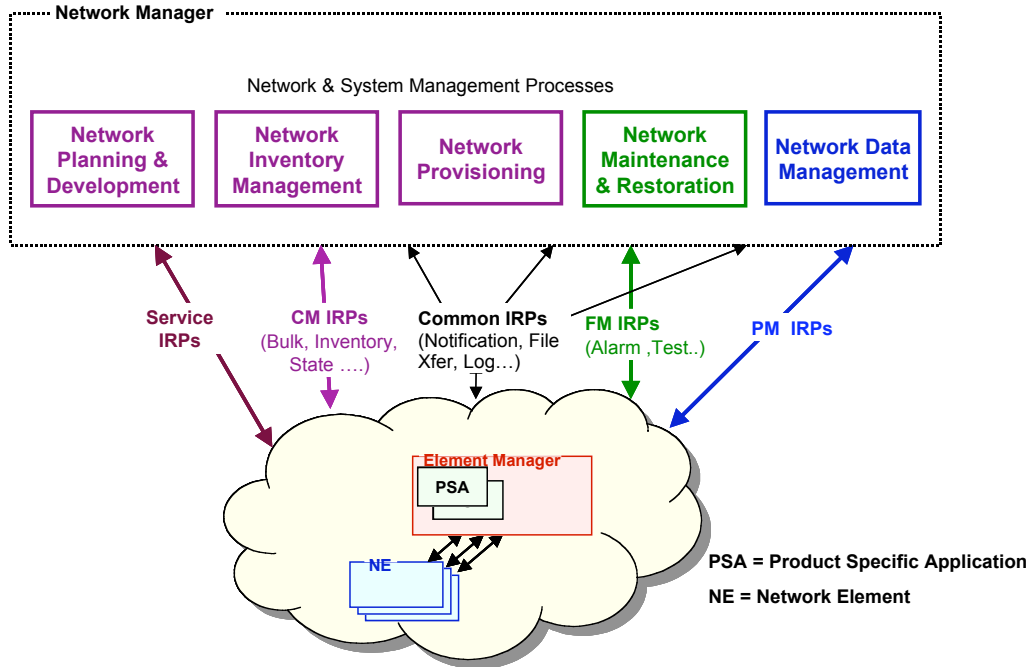 Network Manager
Network & System Management Processes
Network
Planning &
Development
Network
Inventory
Management
Network
Provisioning
Network
Maintenance
& Restoration
Network Data
Management
Service
IRPs
CM IRPs
(Bulk, Inventory,
State ….)
Common IRPs
(Notification, File
Xfer, Log…)
FM IRPs
(Alarm ,Test..)
PM  IRPs
Element Manager
PSA
NE
PSA = Product Specific Application
NE = Network Element